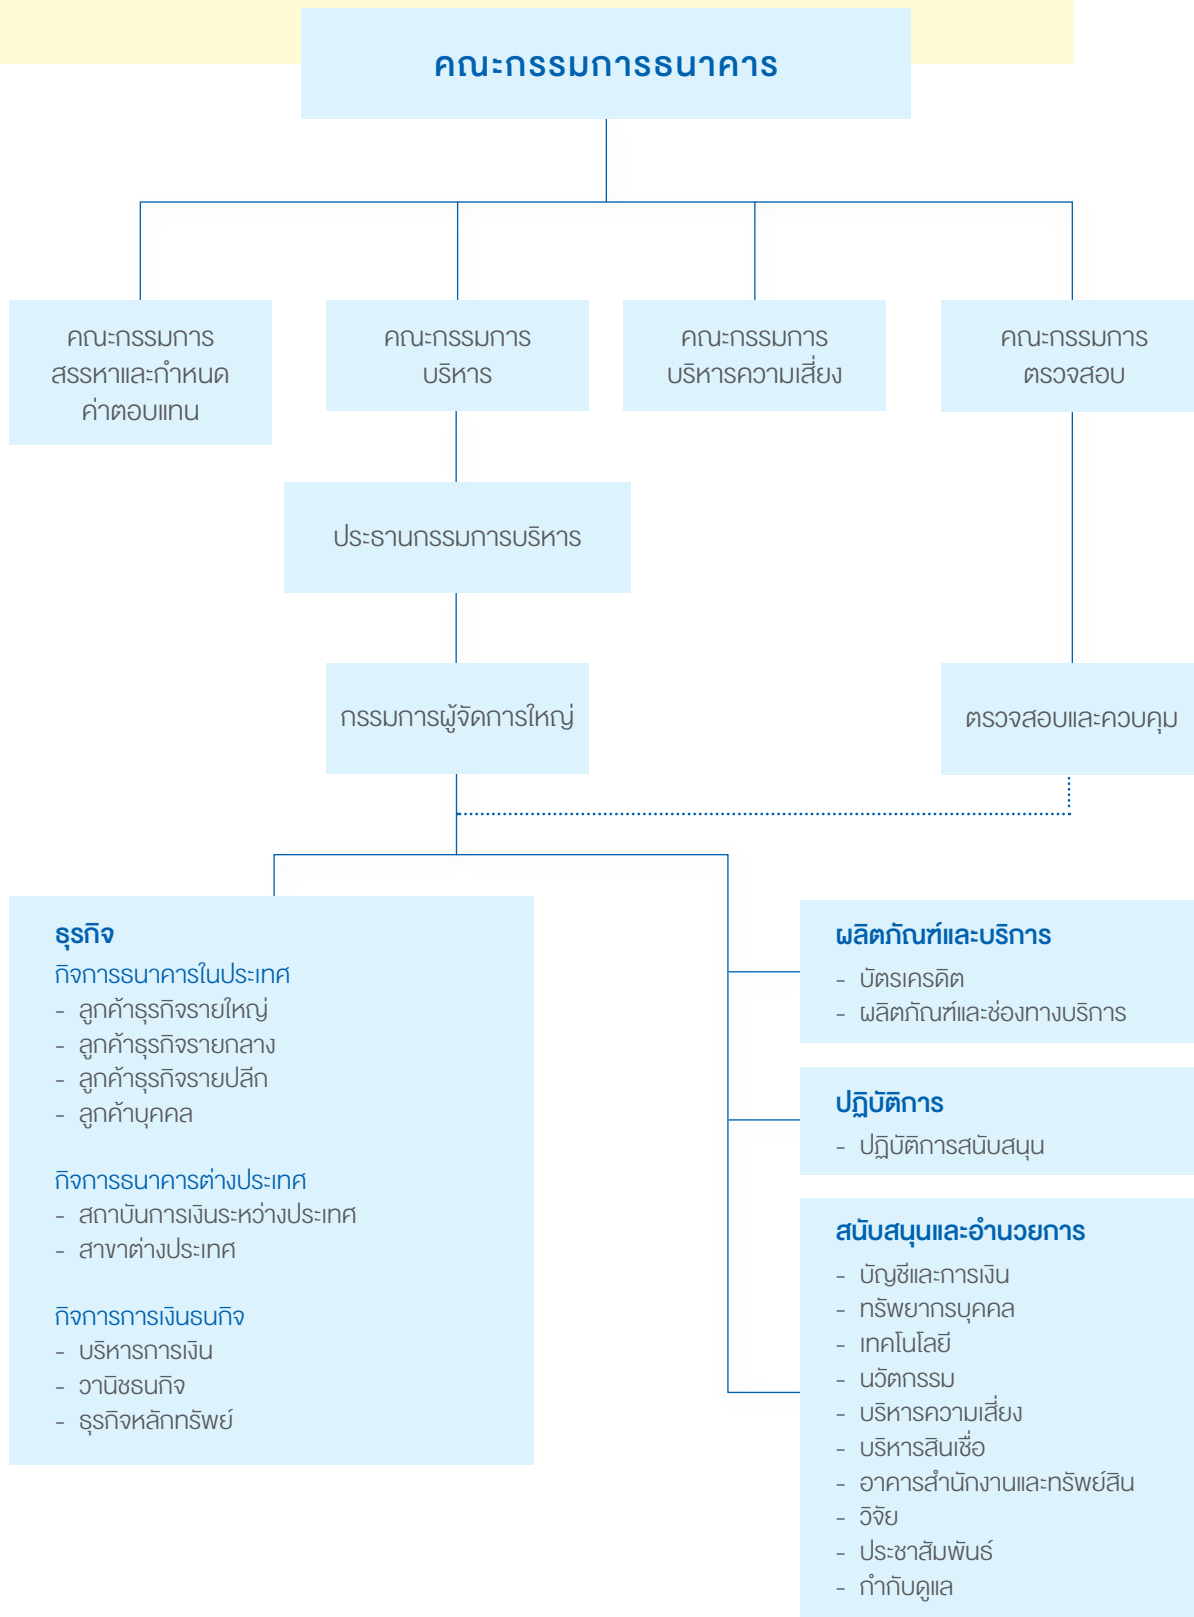 คณะกรรมการธนาคาร
คณะกรรมการ
สรรหาและกำหนด
ค่าตอบแทน
คณะกรรมการ
บริหาร
คณะกรรมการ
บริหารความเสี่ยง
คณะกรรมการ
ตรวจสอบ
ประธานกรรมการบริหาร
กรรมการผู้จัดการใหญ่
ตรวจสอบและควบคุม
ธุรกิจ
กิจการธนาคารในประเทศ
- ลูกค้าธุรกิจรายใหญ่
- ลูกค้าธุรกิจรายกลาง
- ลูกค้าธุรกิจรายปลีก
- ลูกค้าบุคคล
กิจการธนาคารต่างประเทศ
- สถาบันการเงินระหว่างประเทศ
- สาขาต่างประเทศ
กิจการการเงินธนกิจ
- บริหารการเงิน
- วานิชธนกิจ
- ธุรกิจหลักทรัพย์
ผลิตภัณฑ์และบริการ
- บัตรเครดิต
- ผลิตภัณฑ์และช่องทางบริการ
ปฏิบัติการ
- ปฏิบัติการสนับสนุน
สนับสนุนและอำนวยการ
- บัญชีและการเงิน
- ทรัพยากรบุคคล
- เทคโนโลยี
- นวัตกรรม
- บริหารความเสี่ยง
- บริหารสินเชื่อ
- อาคารสำนักงานและทรัพย์สิน
- วิจัย
- ประชาสัมพันธ์
- กำกับดูแล